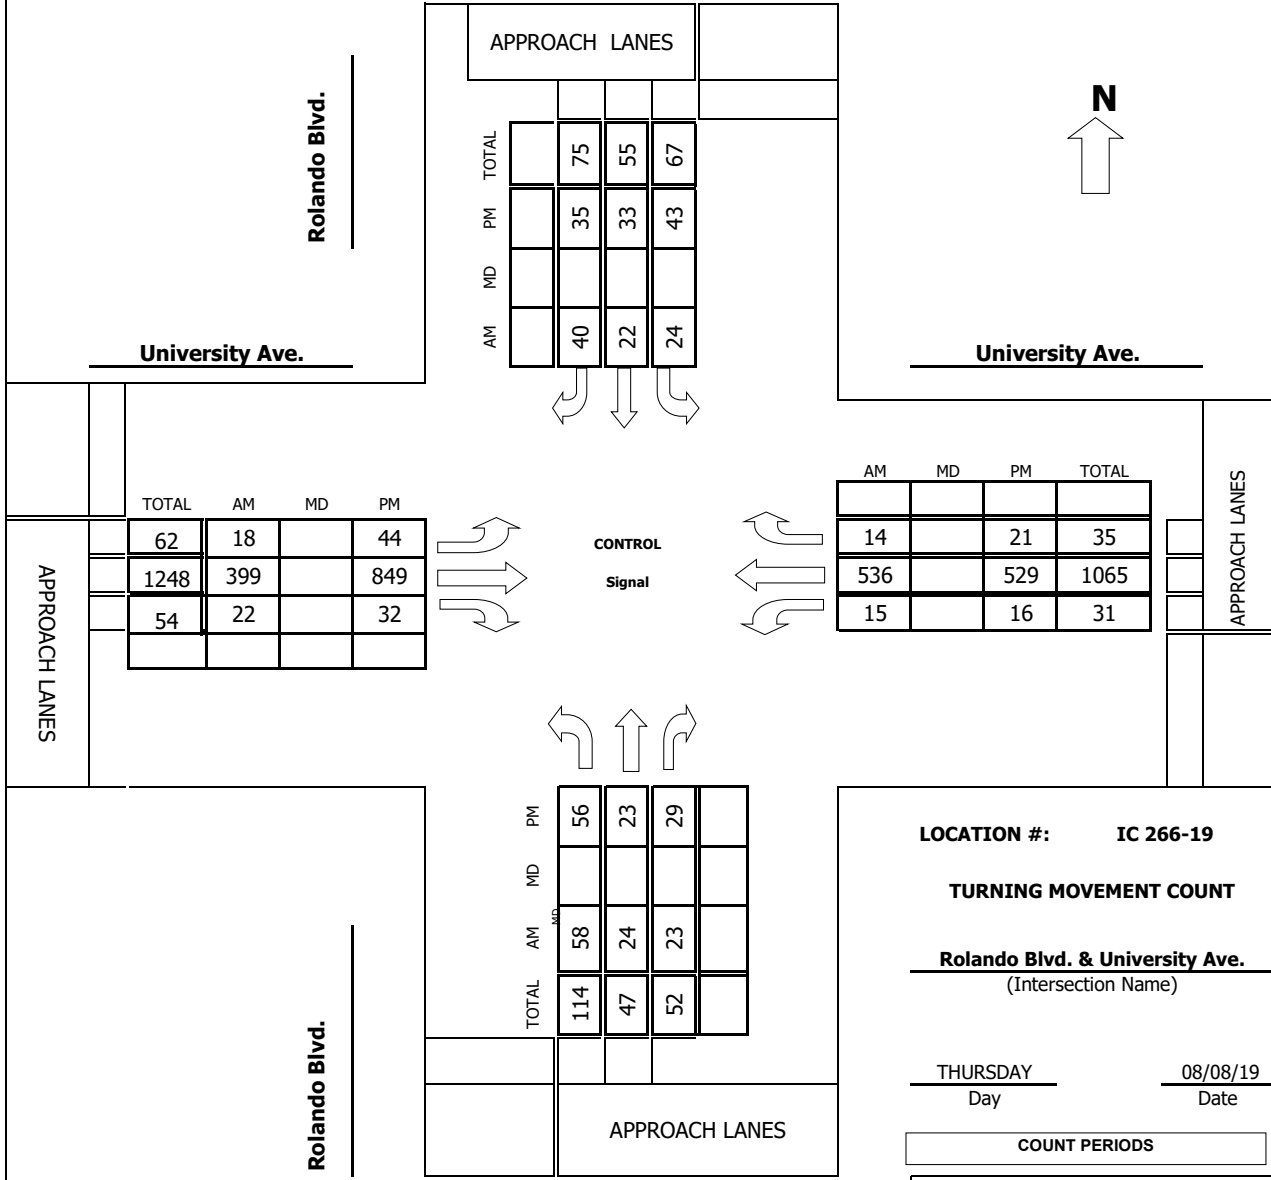 APPROACH LANES
N
Rolando Blvd.
TOTAL 75 55 67
PM 35 33 43
MD
AM 40 22 24
University Ave.
University Ave.
TOTAL AM MD PM
62 18 44
1248 399 849
54 22 32
APPROACH LANES
CONTROL
Signal
AM MD PM TOTAL
14 21 35
536 529 1065
15 16 31
APPROACH LANES
PM 56 23 29
MD
MD
AM 58 24 23
TOTAL 114 47 52
Rolando Blvd.
APPROACH LANES
LOCATION #: IC 266-19
TURNING MOVEMENT COUNT
Rolando Blvd. & University Ave.
(Intersection Name)
THURSDAY 08/08/19
Day Date
COUNT PERIODS